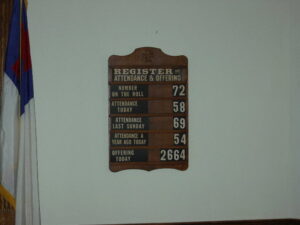 REGISTER OF
ATTENDANCE & OFFERING
NUMBER
ON THE ROLL 72
ATTENDANCE
TODAY 58
ATTENDANCE
LAST SUNDAY 69
ATTENDANCE A
YEAR AGO TODAY 54
OFFERING
TODAY 2664